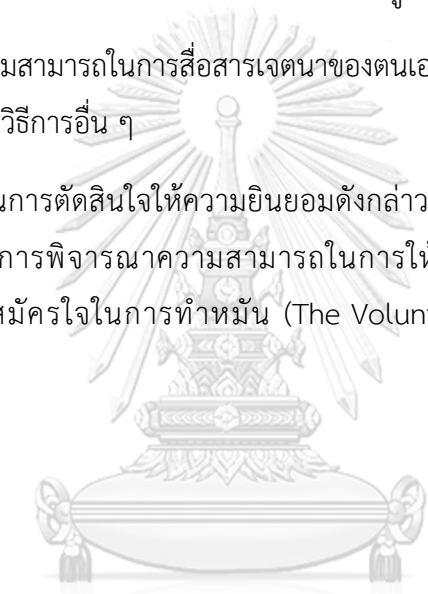 มสามารถในการสื่อสารเจตนาของตนเอ
วิธีการอื่น ๆ
นการตัดสินใจให้ความยินยอมดังกล่าว
การพิจารณาความสามารถในการให้
สมัครใจในการทำหมัน (The Volun